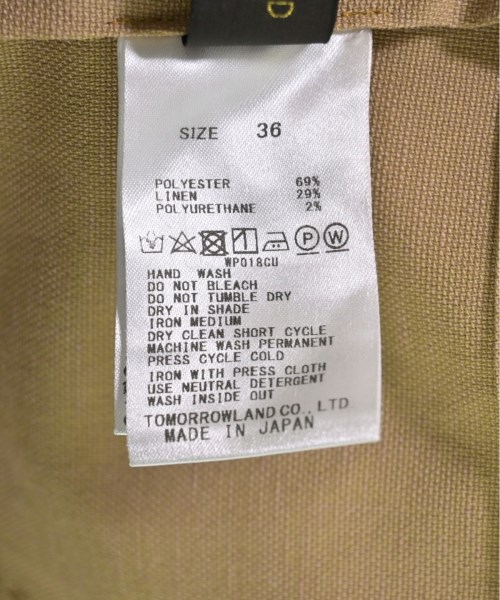 D
SIZE 36
POLYESTER 69%
LINEN 29%
POLYURETHANE 2%
P W
WP018CU
HAND WASH
DO NOT BLEACH
DO NOT TUMBLE DRY
DRY IN SHADE
IRON MEDIUM
DRY CLEAN SHORT CYCLE
MACHINE WASH PERMANENT
PRESS CYCLE COLD
IRON WITH PRESS CLOTH
USE NEUTRAL DETERGENT
WASH INSIDE OUT
TOMORROWLAND CO., LTD
MADE IN JAPAN